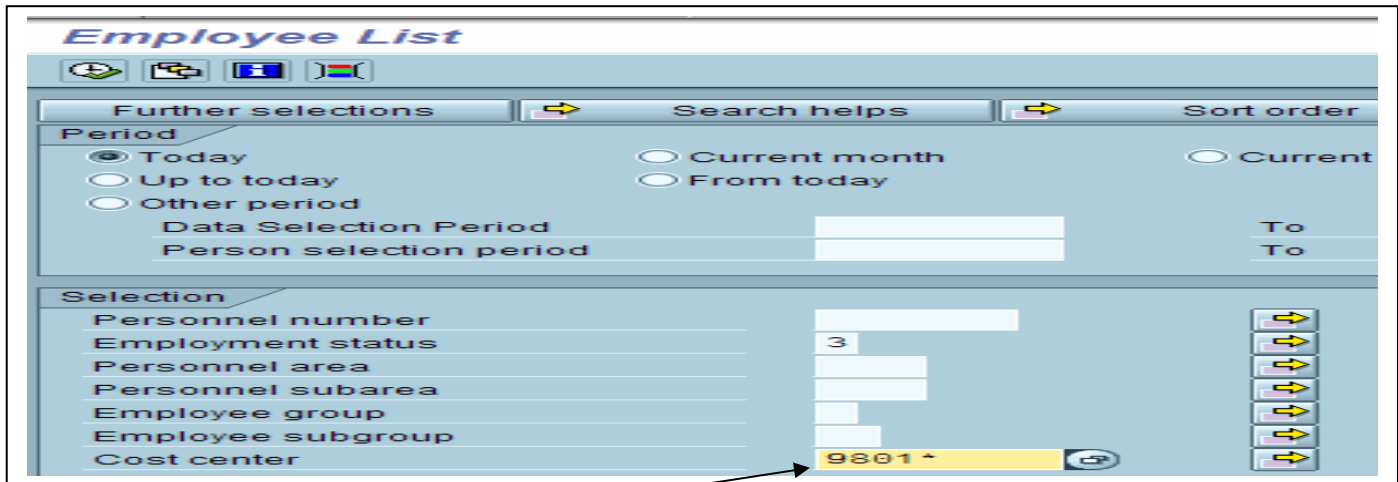 Employee List
Further selections Search helps Sort order
Period
Today Current month Current
Up to today From today
Other period
Data Selection Period To
Person selection period To
Selection
Personnel number
Employment status 3
Personnel area
Personnel subarea
Employee group
Employee subgroup
Cost center 9801*